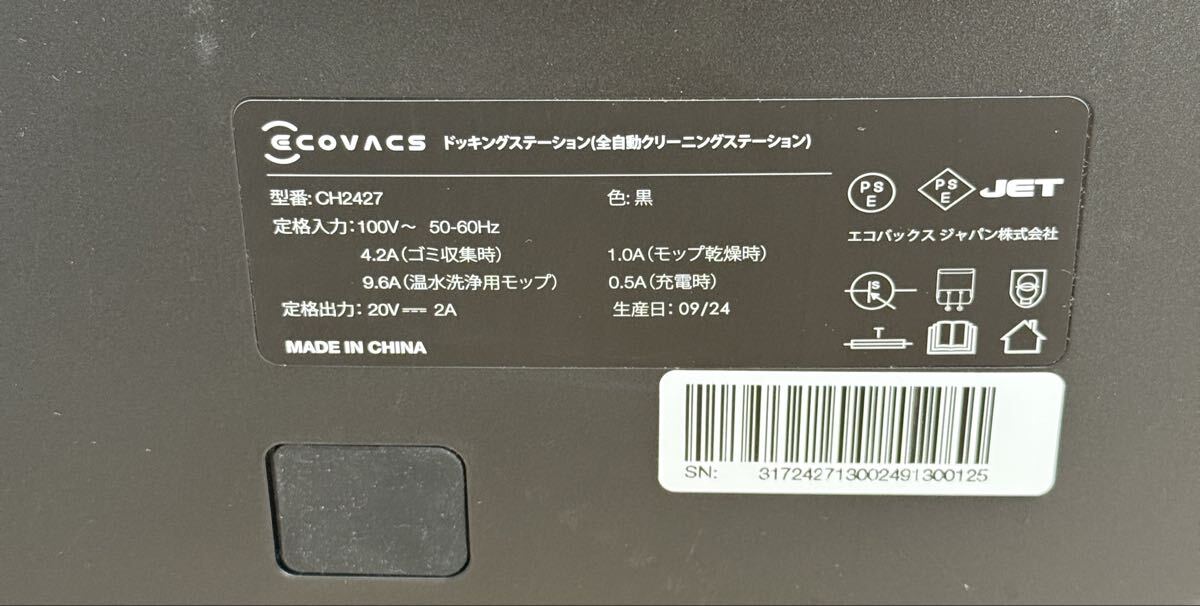 ECOVACS ドッキングステーション(全自動クリーニングステーション)
型番: CH2427 色: 黒
定格入力: 100V～ 50-60Hz
4.2A(ゴミ収集時) 1.0A(モップ乾燥時)
9.6A(温水洗浄用モップ) 0.5A(充電時)
定格出力: 20V⎓ 2A 生産日: 09/24
MADE IN CHINA
PSE PSE JET
エコバックス ジャパン株式会社
S
T
SN: 317242713002491300125